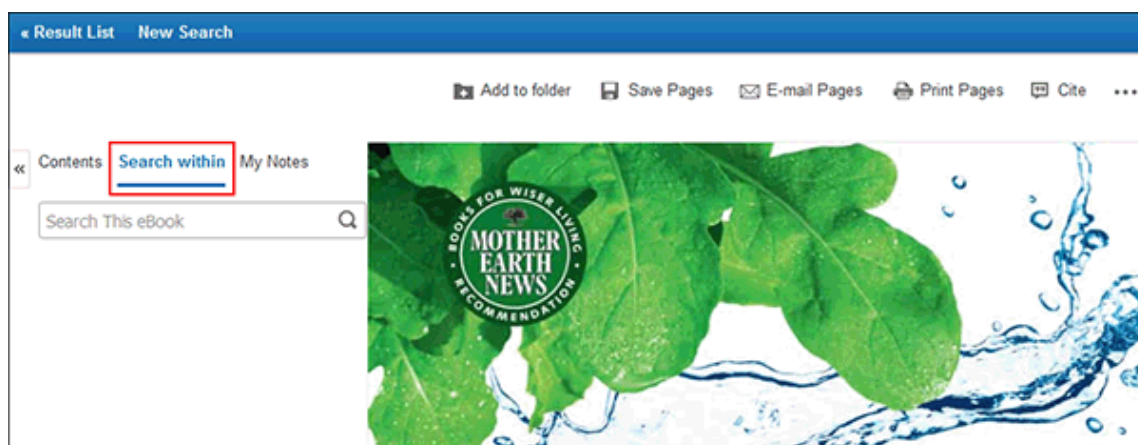 « Result List New Search
Add to folder Save Pages E-mail Pages Print Pages Cite •••
« Contents Search within My Notes
Search This eBook
BOOKS FOR WISER LIVING
MOTHER
EARTH
NEWS
RECOMMENDATION